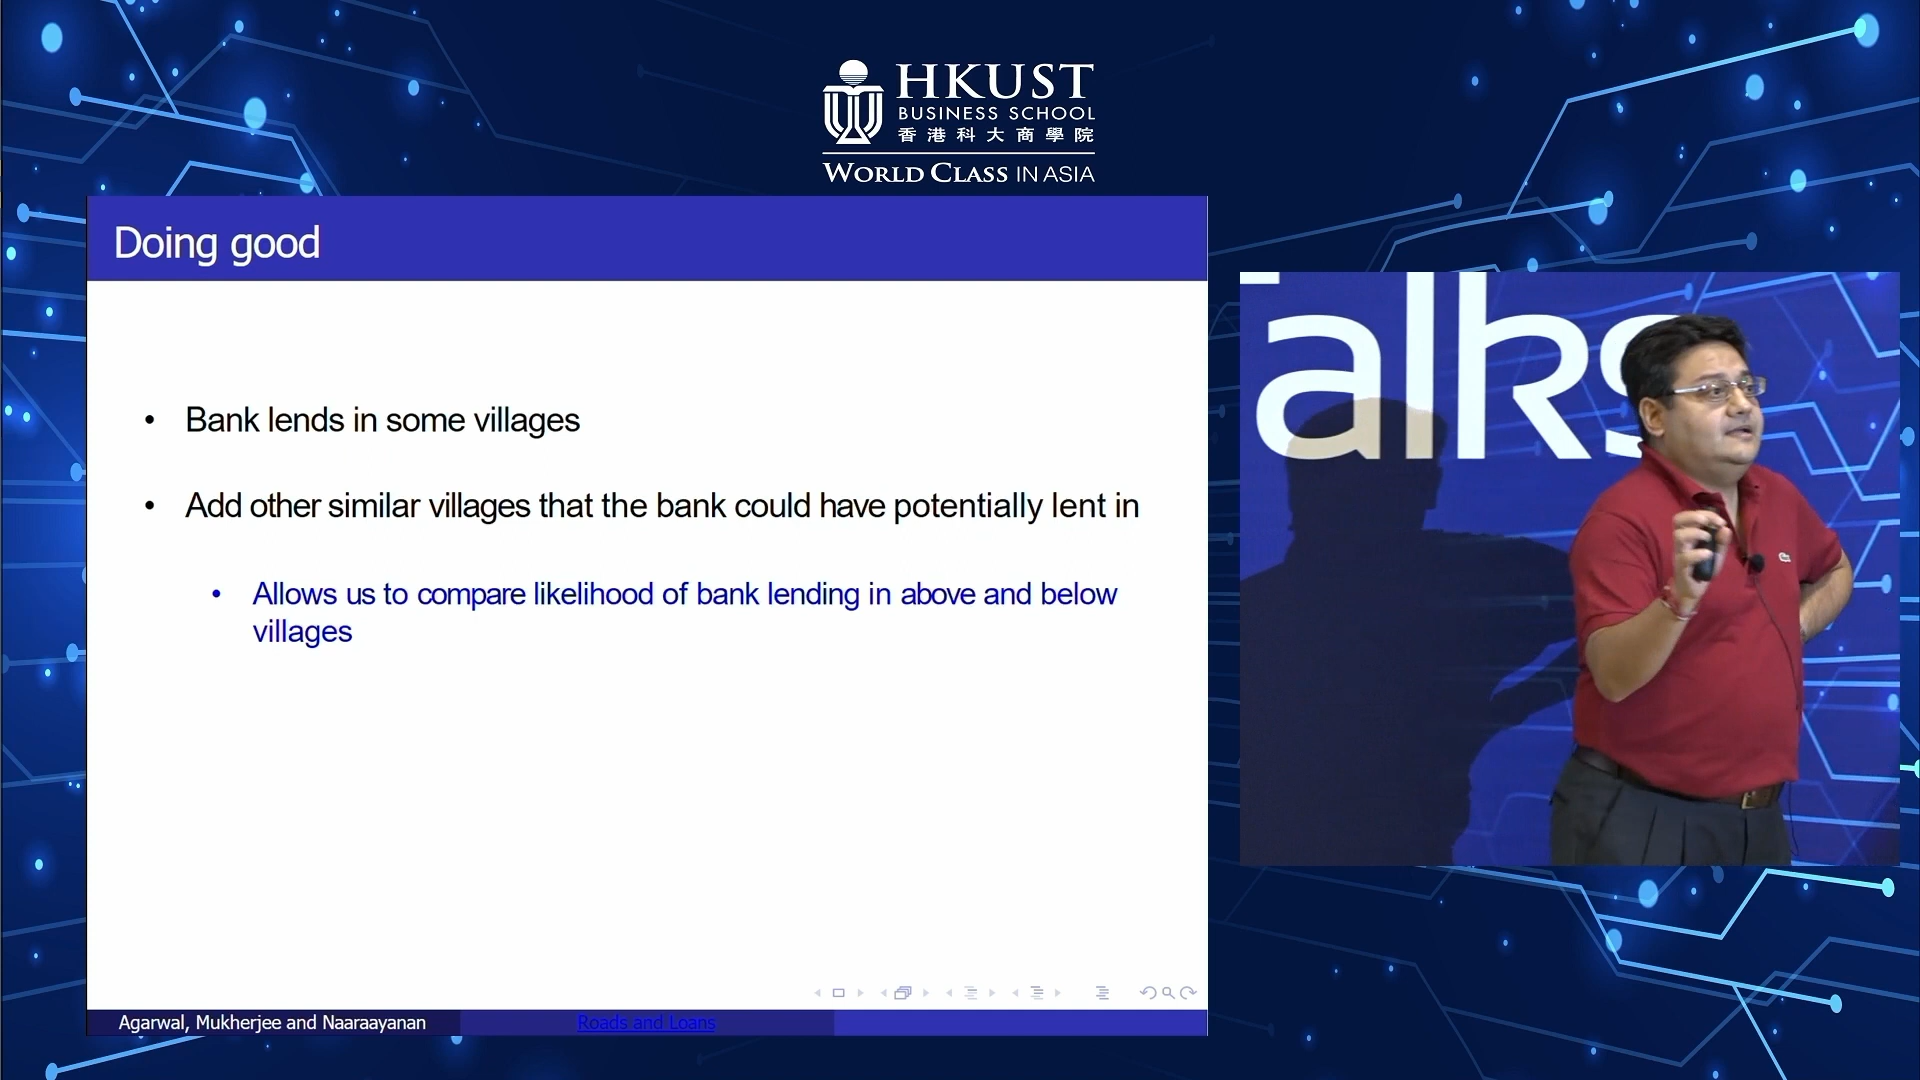 HKUST
BUSINESS SCHOOL
香港科大商學院
WORLD CLASS IN ASIA
Doing good
• Bank lends in some villages
• Add other similar villages that the bank could have potentially lent in
• Allows us to compare likelihood of bank lending in above and below
villages
Agarwal, Mukherjee and Naaraayanan
Roads and Loans
alks